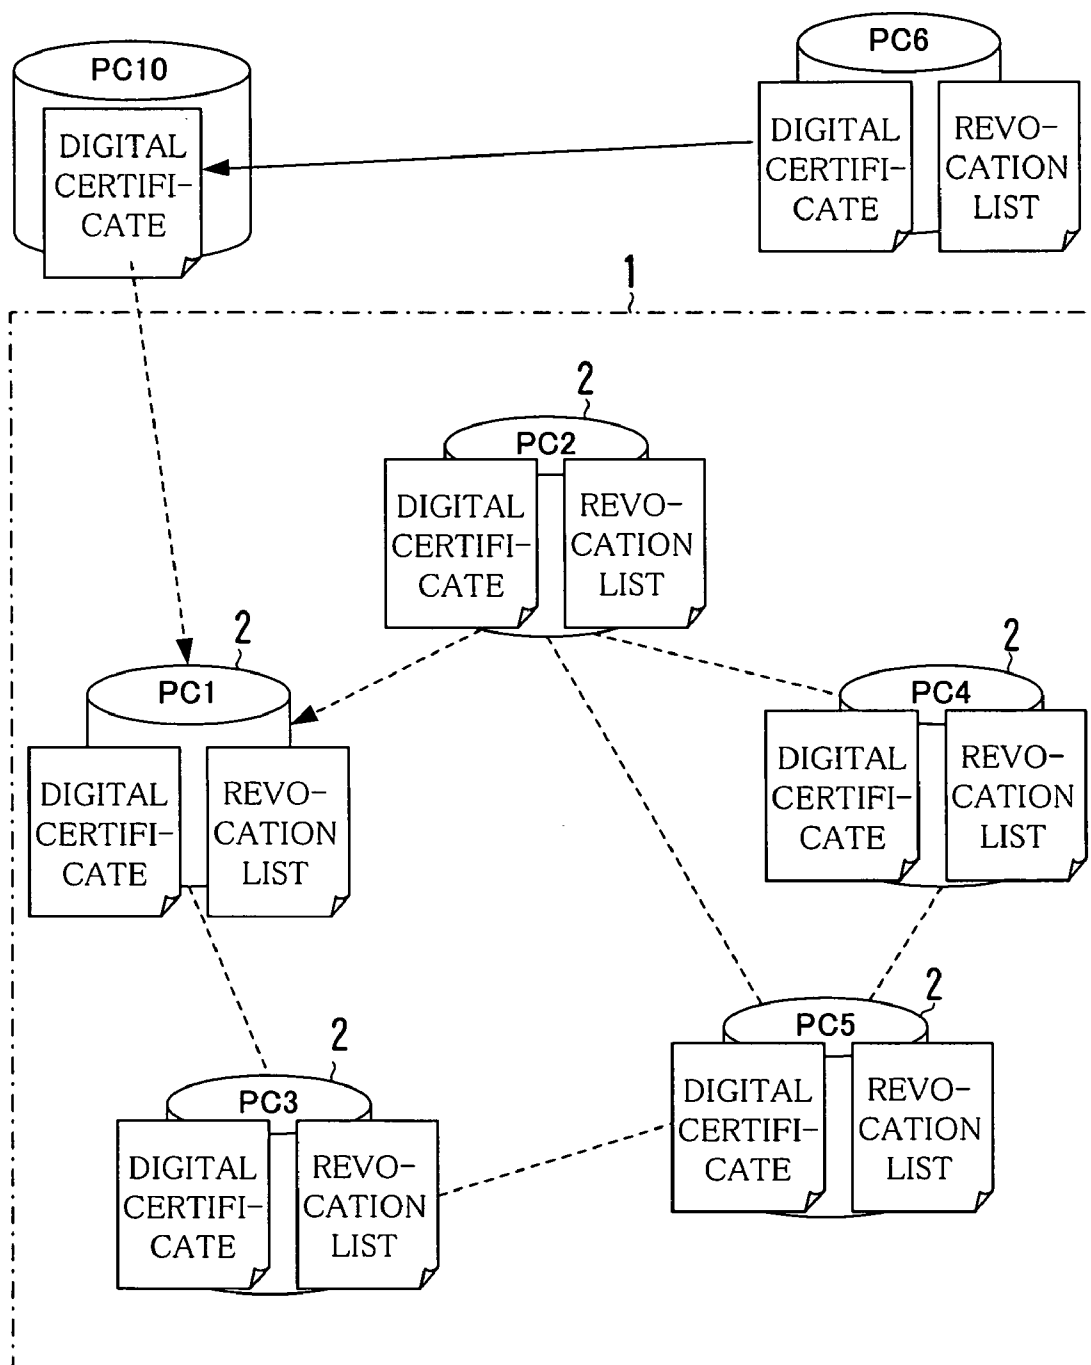 PC10
DIGITAL
CERTIFI-
CATE
PC6
DIGITAL
CERTIFI-
CATE
REVO-
CATION
LIST
1
2
PC2
DIGITAL
CERTIFI-
CATE
REVO-
CATION
LIST
2
PC1
DIGITAL
CERTIFI-
CATE
REVO-
CATION
LIST
2
PC4
DIGITAL
CERTIFI-
CATE
REVO-
CATION
LIST
2
PC5
DIGITAL
CERTIFI-
CATE
REVO-
CATION
LIST
2
PC3
DIGITAL
CERTIFI-
CATE
REVO-
CATION
LIST